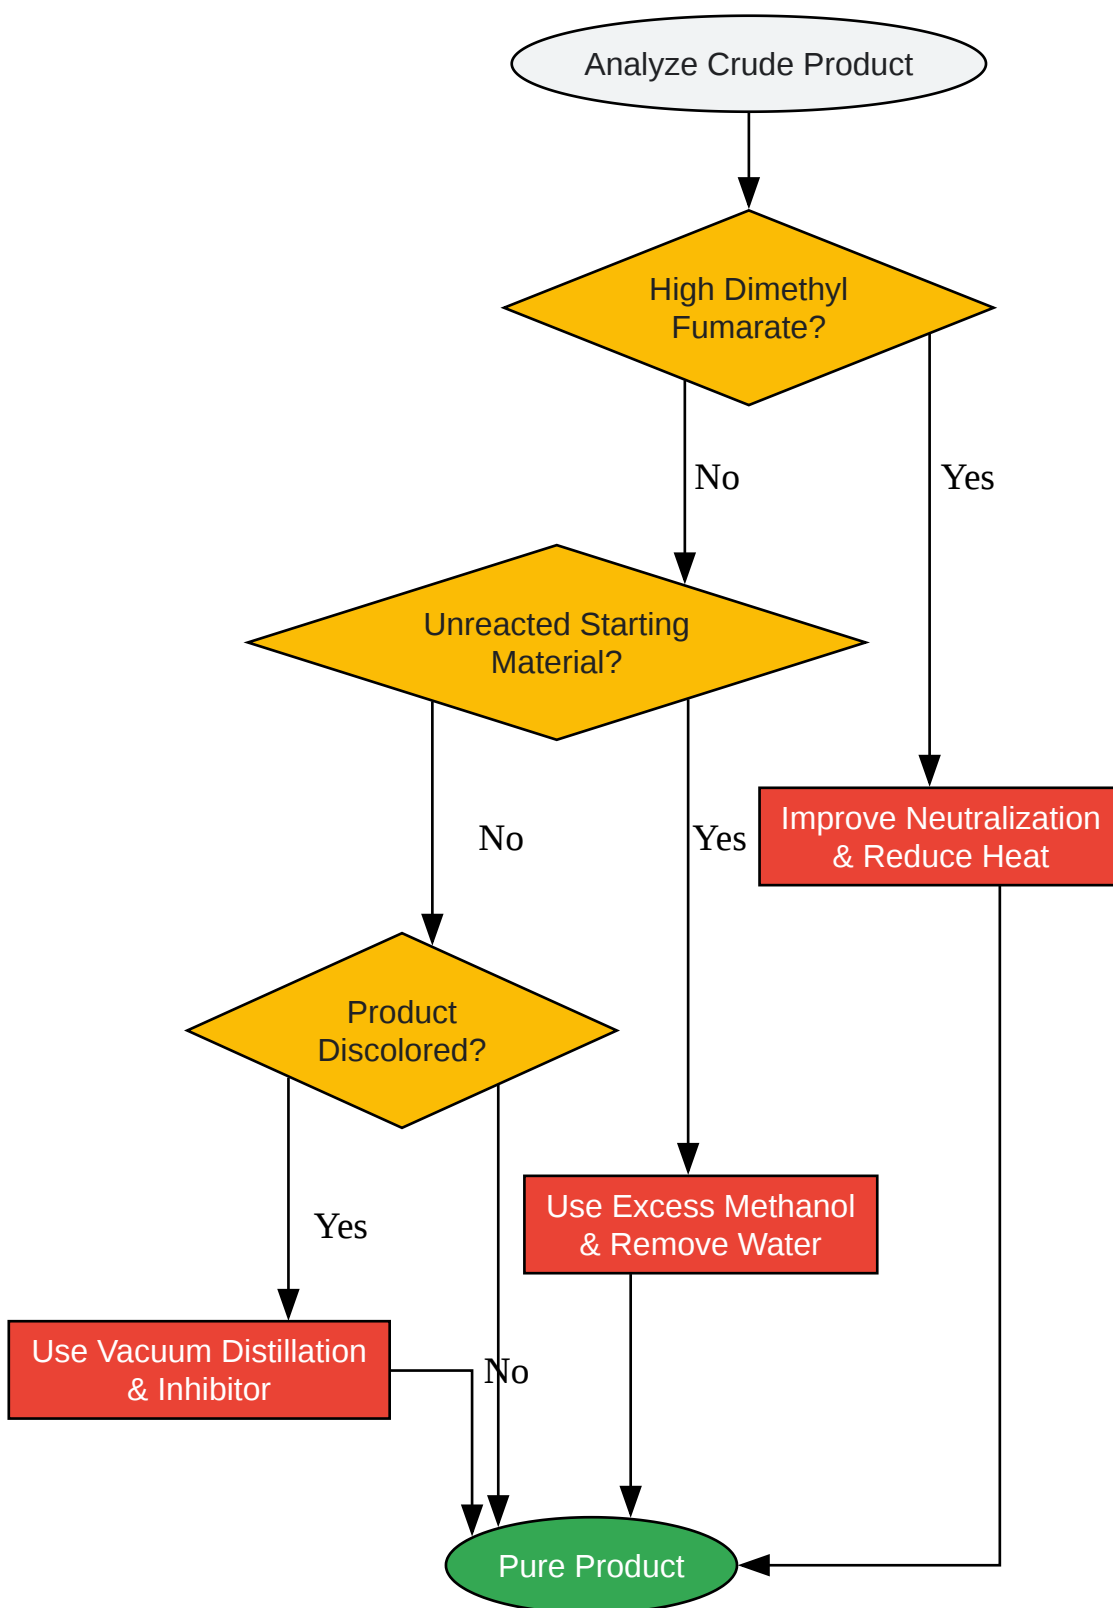 Analyze Crude Product
High Dimethyl
Fumarate?
No
Yes
Unreacted Starting
Material?
Improve Neutralization
& Reduce Heat
No
Yes
Product
Discolored?
Use Excess Methanol
& Remove Water
Yes
Use Vacuum Distillation
& Inhibitor
No
Pure Product